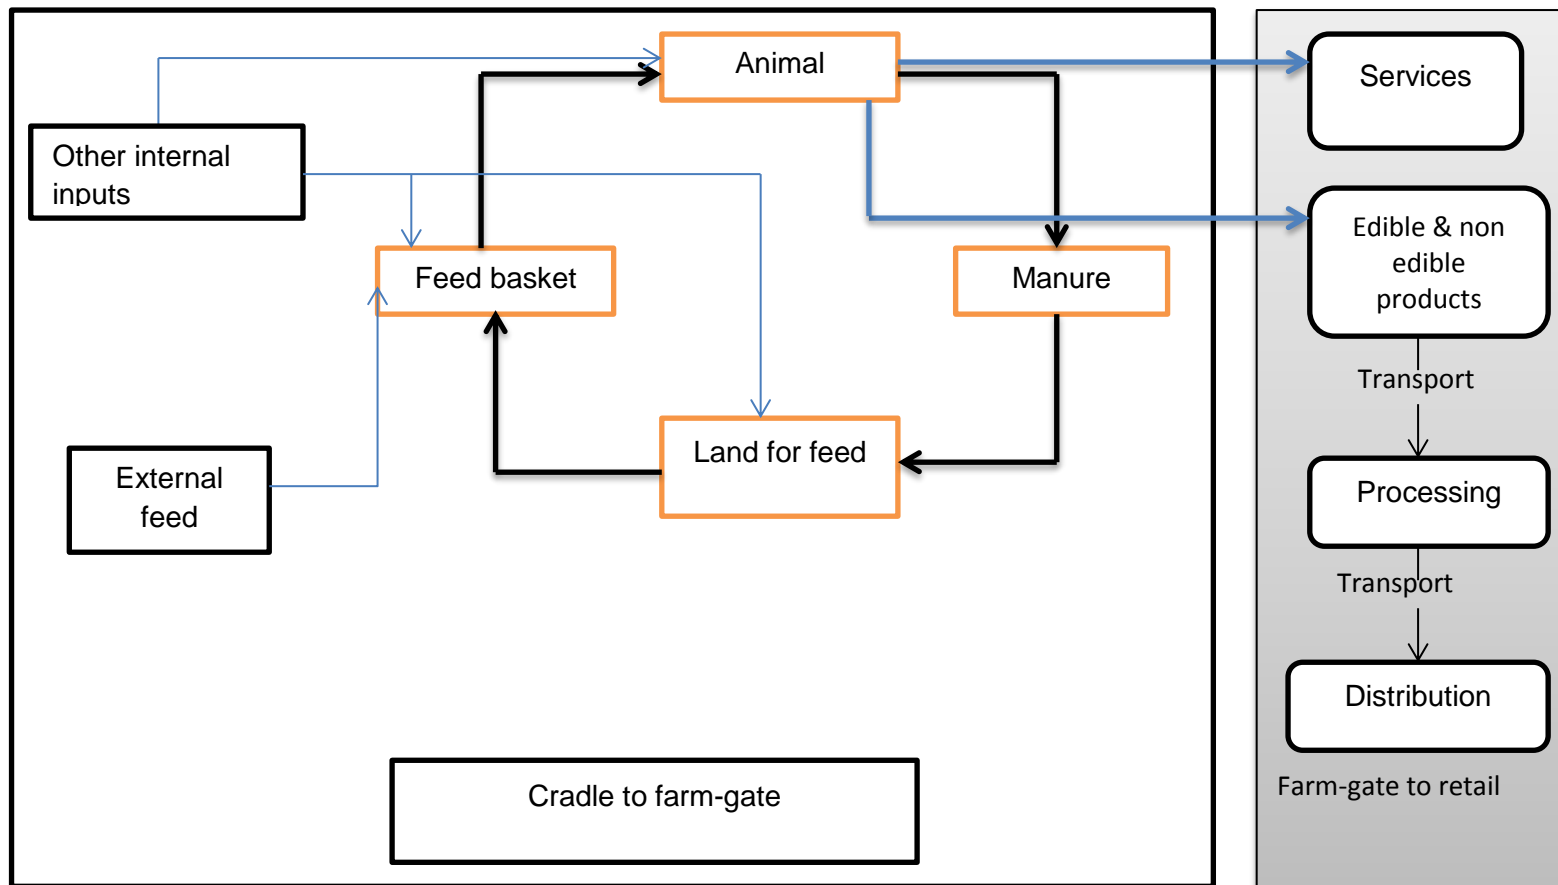 Animal
Services
Other internal
inputs
Edible & non
edible
products
Feed basket
Manure
Transport
Land for feed
External
feed
Processing
Transport
Distribution
Cradle to farm-gate
Farm-gate to retail